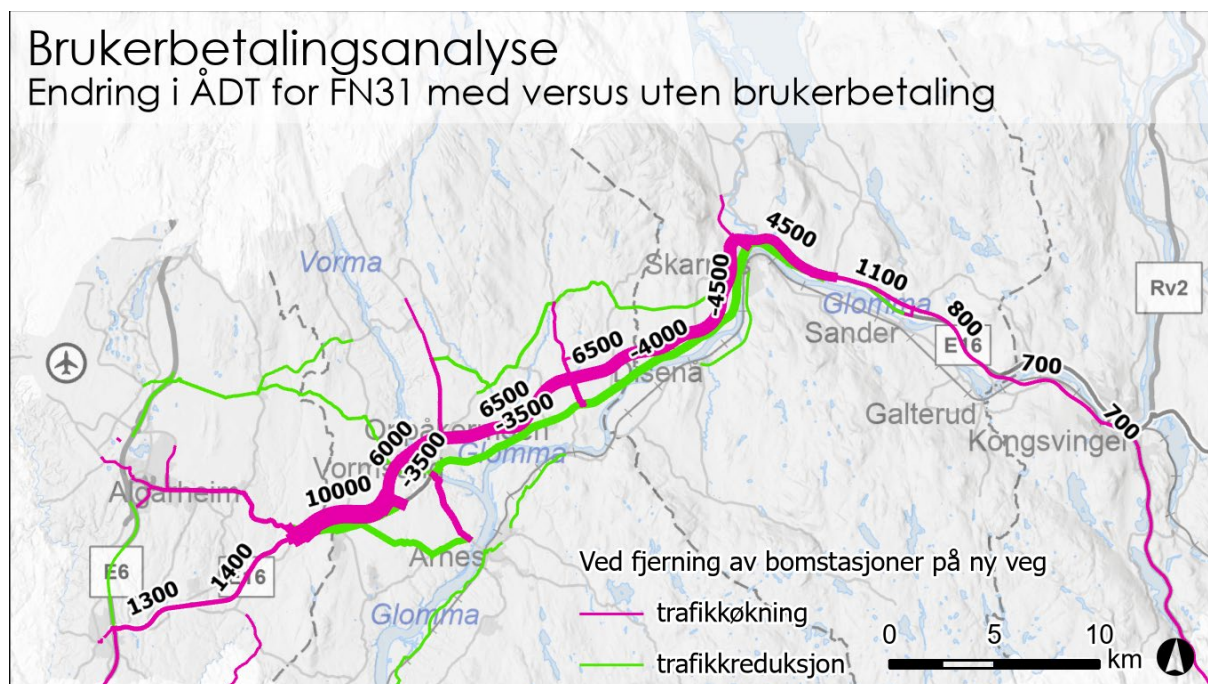 Brukerbetalingsanalyse
Endring i ÅDT for FN31 med versus uten brukerbetaling
Vorma
Skarnes
4500
-4500
1100
Glomma
Sander
800
E16
Rv2
6500
-4000
Disenå
700
6500
-3500
Galterud
Kongsvinger
700
6000
-3500
Glomma
10000
Algarheim
Årnes
E6
1300
1400
E16
Glomma
Ved fjerning av bomstasjoner på ny veg
trafikkøkning
trafikkreduksjon
0 5 10
km